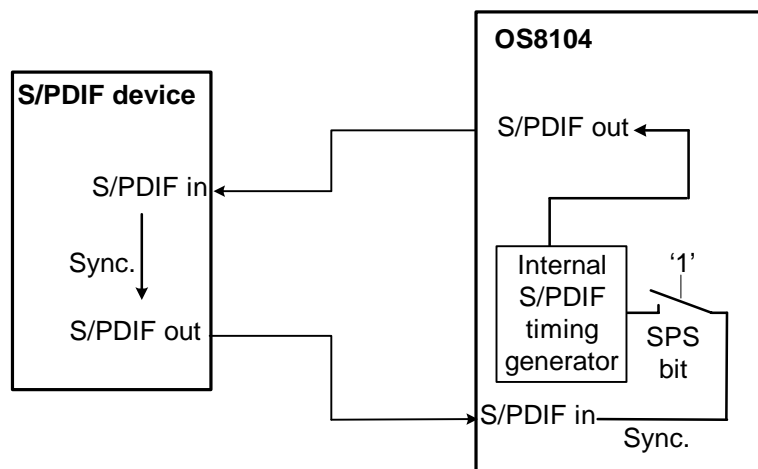 OS8104
S/PDIF device
S/PDIF out
S/PDIF in
Sync.
Internal
S/PDIF
timing
generator
‘1’
SPS
bit
S/PDIF out
S/PDIF in
Sync.